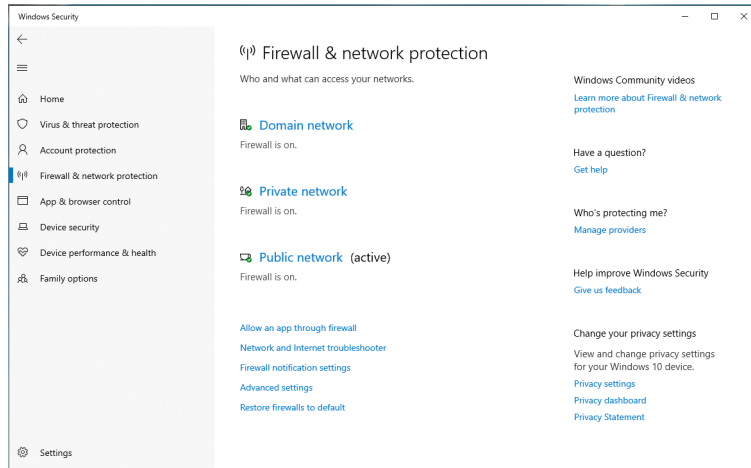 Windows Security
Home
Virus & threat protection
Account protection
Firewall & network protection
App & browser control
Device security
Device performance & health
Family options
Settings
Firewall & network protection
Who and what can access your networks.
Domain network
Firewall is on.
Private network
Firewall is on.
Public network (active)
Firewall is on.
Allow an app through firewall
Network and Internet troubleshooter
Firewall notification settings
Advanced settings
Restore firewalls to default
Windows Community videos
Learn more about Firewall & network
protection
Have a question?
Get help
Who's protecting me?
Manage providers
Help improve Windows Security
Give us feedback
Change your privacy settings
View and change privacy settings
for your Windows 10 device.
Privacy settings
Privacy dashboard
Privacy Statement